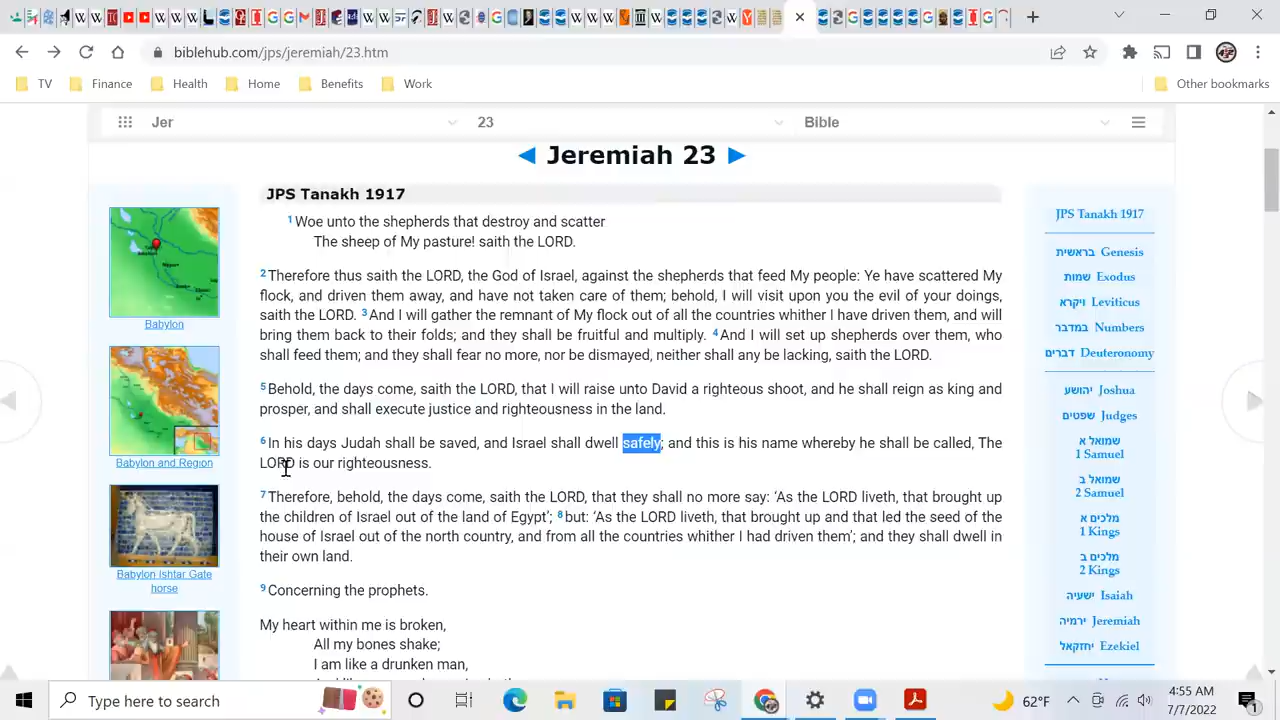 biblehub.com/jps/jeremiah/23.htm
TV Finance Health Home Benefits Work Other bookmarks
Jer 23 Bible
◄ Jeremiah 23 ►
JPS Tanakh 1917
1 Woe unto the shepherds that destroy and scatter
The sheep of My pasture! saith the LORD.
2 Therefore thus saith the LORD, the God of Israel, against the shepherds that feed My people: Ye have scattered My
flock, and driven them away, and have not taken care of them; behold, I will visit upon you the evil of your doings,
saith the LORD. 3 And I will gather the remnant of My flock out of all the countries whither I have driven them, and will
bring them back to their folds; and they shall be fruitful and multiply. 4 And I will set up shepherds over them, who
shall feed them; and they shall fear no more, nor be dismayed, neither shall any be lacking, saith the LORD.
5 Behold, the days come, saith the LORD, that I will raise unto David a righteous shoot, and he shall reign as king and
prosper, and shall execute justice and righteousness in the land.
6 In his days Judah shall be saved, and Israel shall dwell safely; and this is his name whereby he shall be called, The
LORD is our righteousness.
7 Therefore, behold, the days come, saith the LORD, that they shall no more say: ‘As the LORD liveth, that brought up
the children of Israel out of the land of Egypt’; 8 but: ‘As the LORD liveth, that brought up and that led the seed of the
house of Israel out of the north country, and from all the countries whither I had driven them’; and they shall dwell in
their own land.
9 Concerning the prophets.
My heart within me is broken,
All my bones shake;
I am like a drunken man,
Babylon
Babylon and Region
Babylon Ishtar Gate
horse
JPS Tanakh 1917
בראשית Genesis
שמות Exodus
ויקרא Leviticus
במדבר Numbers
דברים Deuteronomy
יהושע Joshua
שפטים Judges
שמואל א
1 Samuel
שמואל ב
2 Samuel
מלכים א
1 Kings
מלכים ב
2 Kings
ישעיה Isaiah
ירמיה Jeremiah
יחזקאל Ezekiel
Type here to search
62°F
4:55 AM
7/7/2022
1